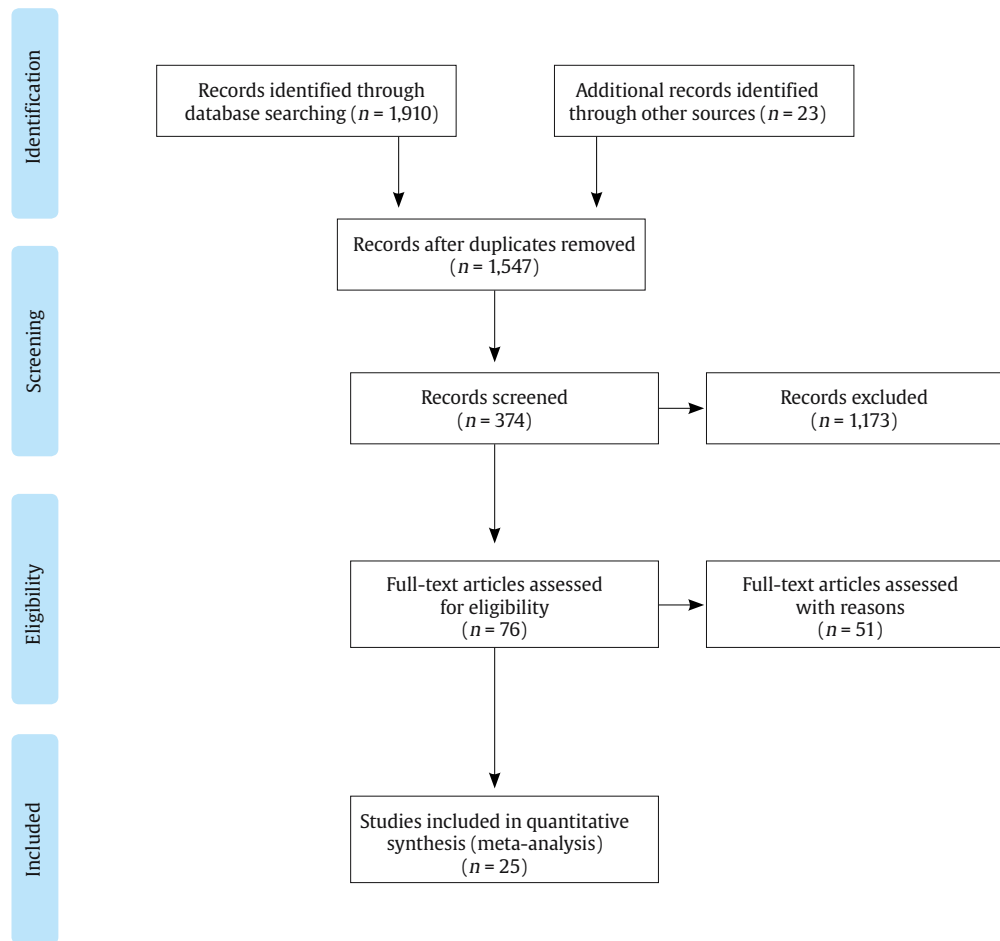 Identification
Records identified through
database searching (n = 1,910)
Additional records identified
through other sources (n = 23)
Records after duplicates removed
(n = 1,547)
Screening
Records screened
(n = 374)
Records excluded
(n = 1,173)
Eligibility
Full-text articles assessed
for eligibility
(n = 76)
Full-text articles assessed
with reasons
(n = 51)
Included
Studies included in quantitative
synthesis (meta-analysis)
(n = 25)